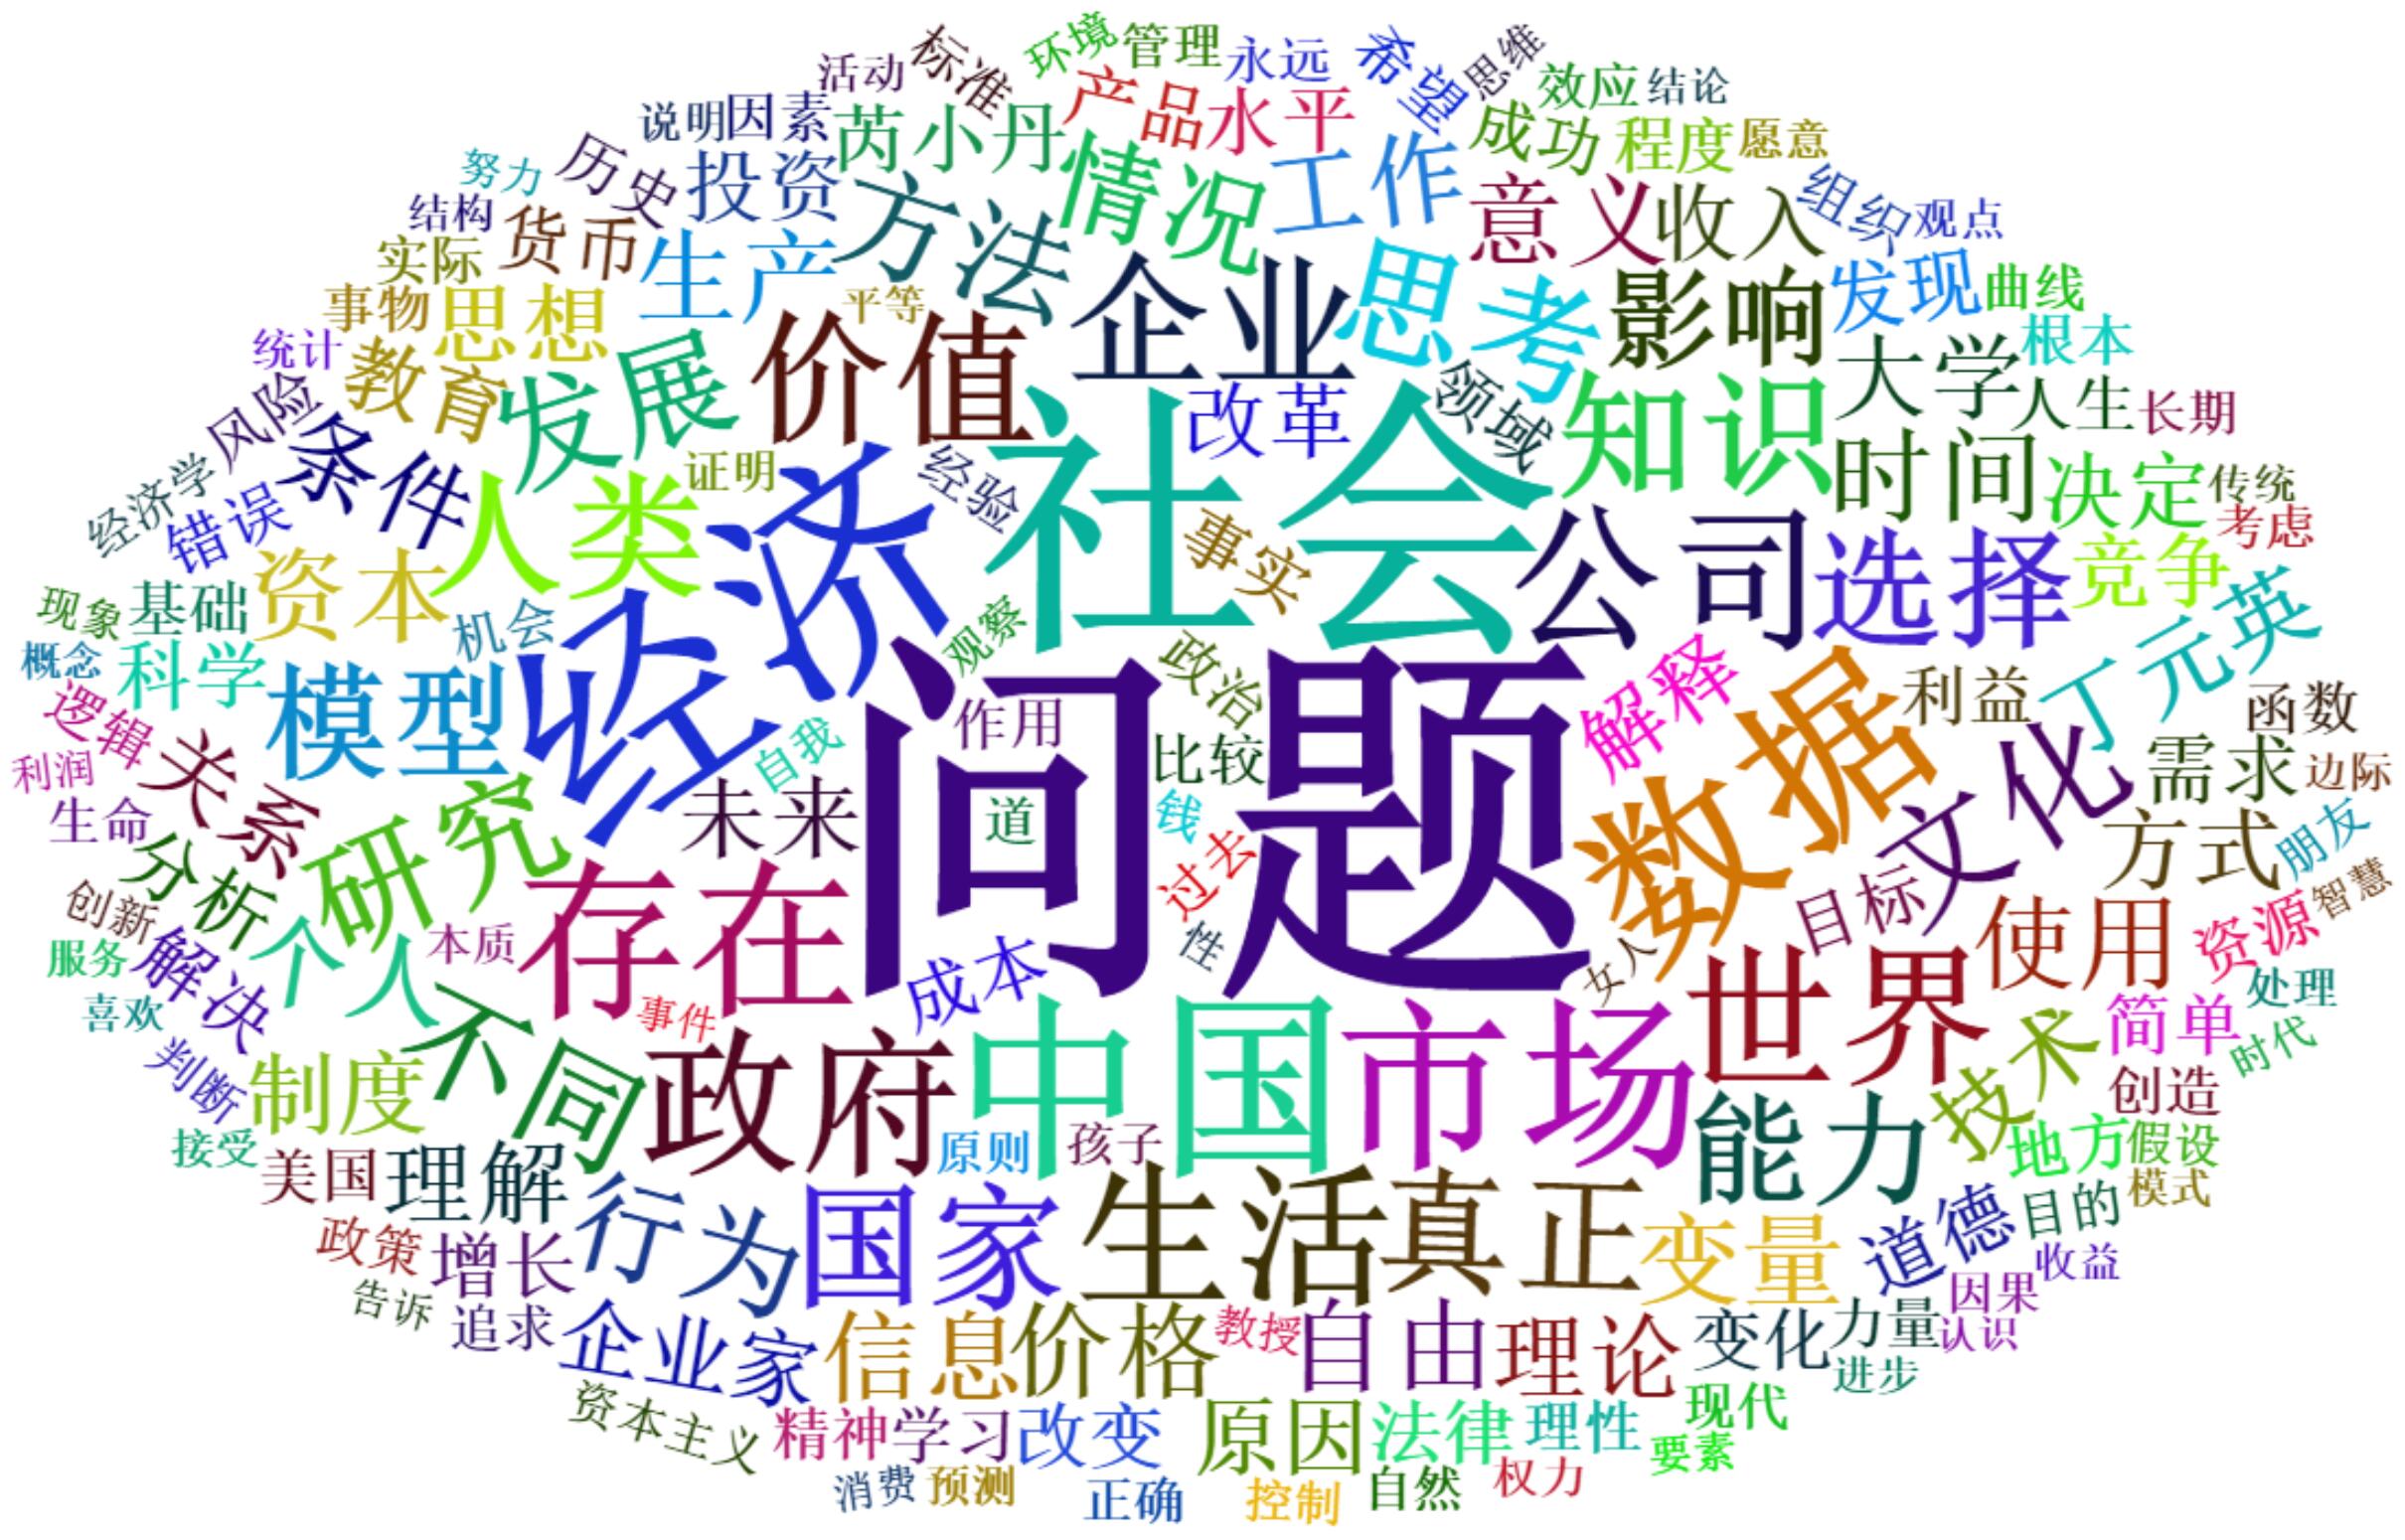 环境
管理
永远
希望
思维
活动
标准
产品
水平
成功
效应
结论
说明
因素
芮小丹
情况
工作
程度
愿意
努力
历史
投资
方法
意义
收入
组织
观点
结构
货币
生产
平等
企业
思考
影响
发现
曲线
实际
事物
思想
价值
改革
领域
知识
大学
根本
统计
教育
发展
人生
长期
风险
条件
证明
经验
社会
时间
决定
传统
经济学
错误
人类
经济
事实
公司
选择
竞争
考虑
现象
基础
资本
机会
观察
政治
解释
丁元英
概念
科学
模型
作用
问题
数据
利益
函数
逻辑
关系
自我
比较
文化
需求
边际
利润
生命
未来
道
钱
方式
朋友
分析
研究
过去
目标
智慧
创新
个人
本质
存在
性
女人
使用
资源
服务
解决
成本
世界
处理
喜欢
不同
事件
中国
市场
技术
简单
时代
判断
制度
政府
能力
创造
接受
美国
理解
原则
孩子
地方
假设
行为
国家
生活
真正
变量
道德
目的
模式
政策
增长
因果
收益
告诉
追求
企业家
信息
价格
教授
自由
理论
变化
力量
认识
资本主义
精神
学习
改变
原因
法律
理性
现代
进步
要素
消费
预测
正确
控制
自然
权力